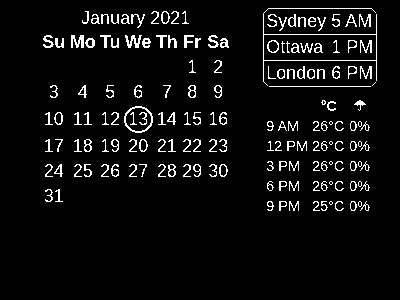 January 2021
Su Mo Tu We Th Fr Sa
1 2
3 4 5 6 7 8 9
10 11 12 13 14 15 16
17 18 19 20 21 22 23
24 25 26 27 28 29 30
31
Sydney 5 AM
Ottawa 1 PM
London 6 PM
°C ☂
9 AM 26°C 0%
12 PM 26°C 0%
3 PM 26°C 0%
6 PM 26°C 0%
9 PM 25°C 0%